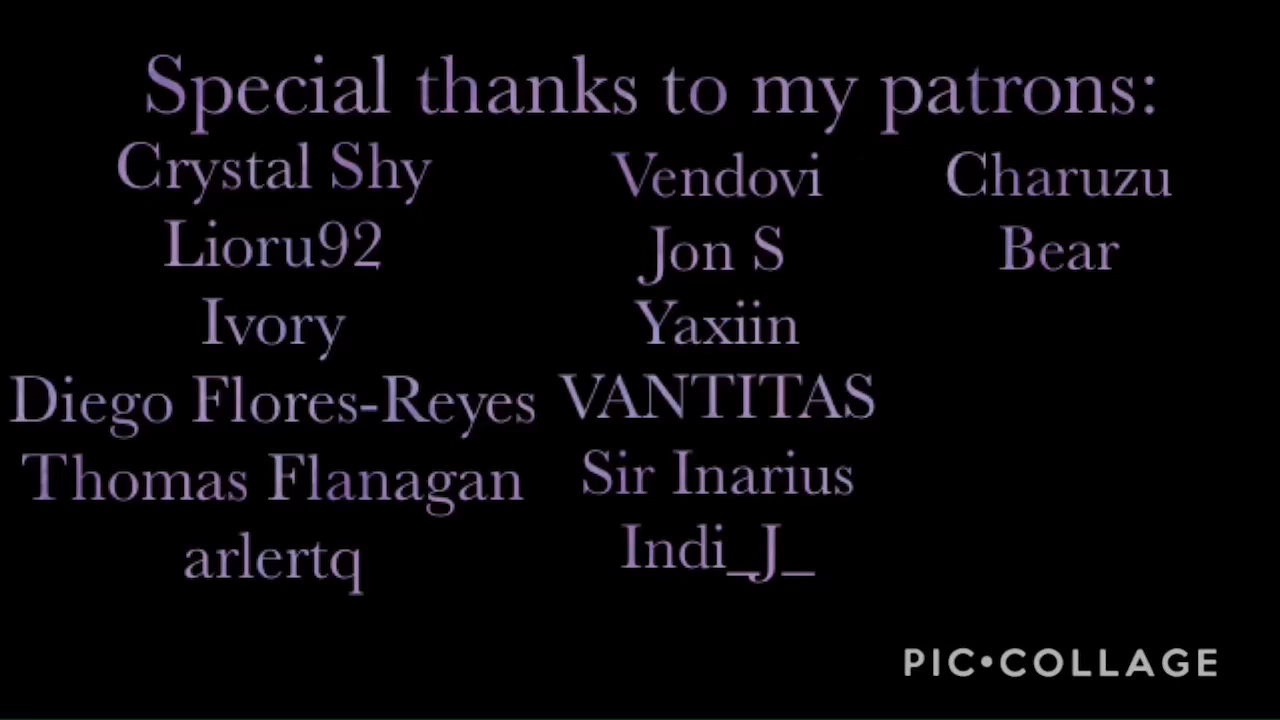 Special thanks to my patrons:
Crystal Shy
Lioru92
Ivory
Diego Flores-Reyes
Thomas Flanagan
arlertq
Vendovi
Jon S
Yaxiin
VANTITAS
Sir Inarius
Indi_J_
Charuzu
Bear
PIC•COLLAGE